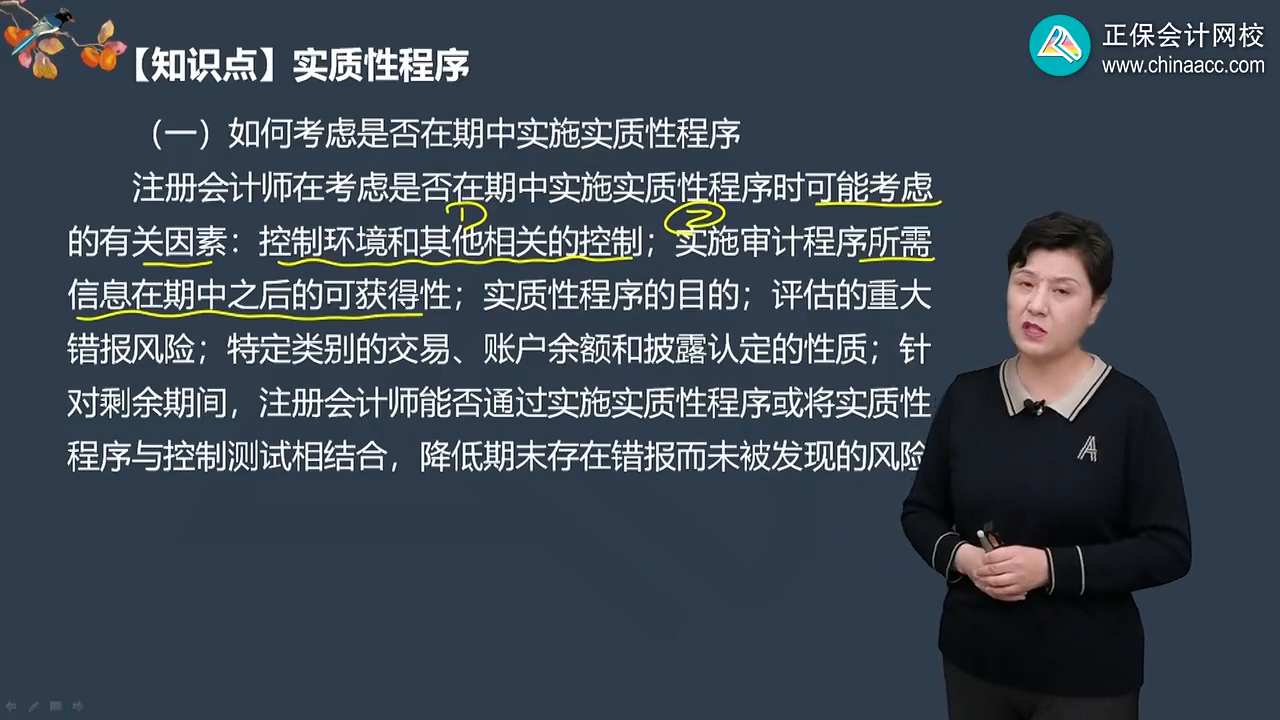 正保会计网校
www.chinaacc.com
【知识点】实质性程序
（一）如何考虑是否在期中实施实质性程序
注册会计师在考虑是否在期中实施实质性程序时可能考虑
① ②
的有关因素：控制环境和其他相关的控制；实施审计程序所需
信息在期中之后的可获得性；实质性程序的目的；评估的重大
错报风险；特定类别的交易、账户余额和披露认定的性质；针
对剩余期间，注册会计师能否通过实施实质性程序或将实质性
程序与控制测试相结合，降低期末存在错报而未被发现的风险
A